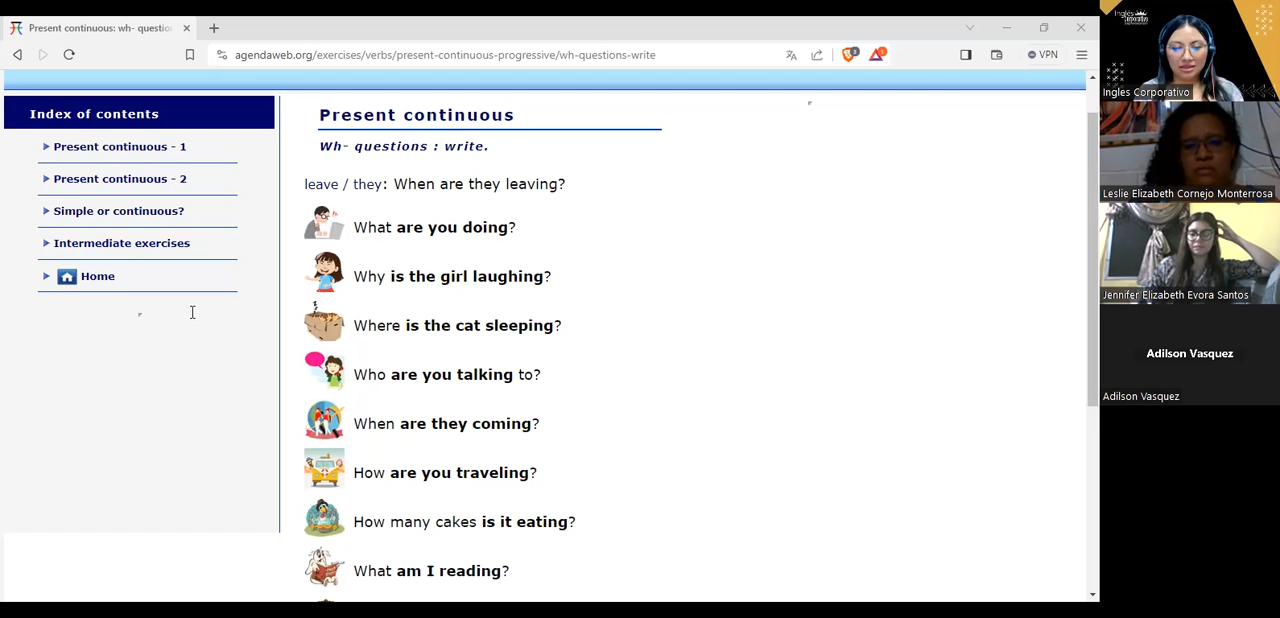 Present continuous: wh- questio
agendaweb.org/exercises/verbs/present-continuous-progressive/wh-questions-write
VPN
Index of contents
Present continuous - 1
Present continuous - 2
Simple or continuous?
Intermediate exercises
Home
Present continuous
Wh- questions : write.
leave / they: When are they leaving?
What are you doing?
Why is the girl laughing?
Where is the cat sleeping?
Who are you talking to?
When are they coming?
How are you traveling?
How many cakes is it eating?
What am I reading?
Inglés
Corporativo
Ingles Corporativo
Leslie Elizabeth Cornejo Monterrosa
Jennifer Elizabeth Evora Santos
Adilson Vasquez
Adilson Vasquez